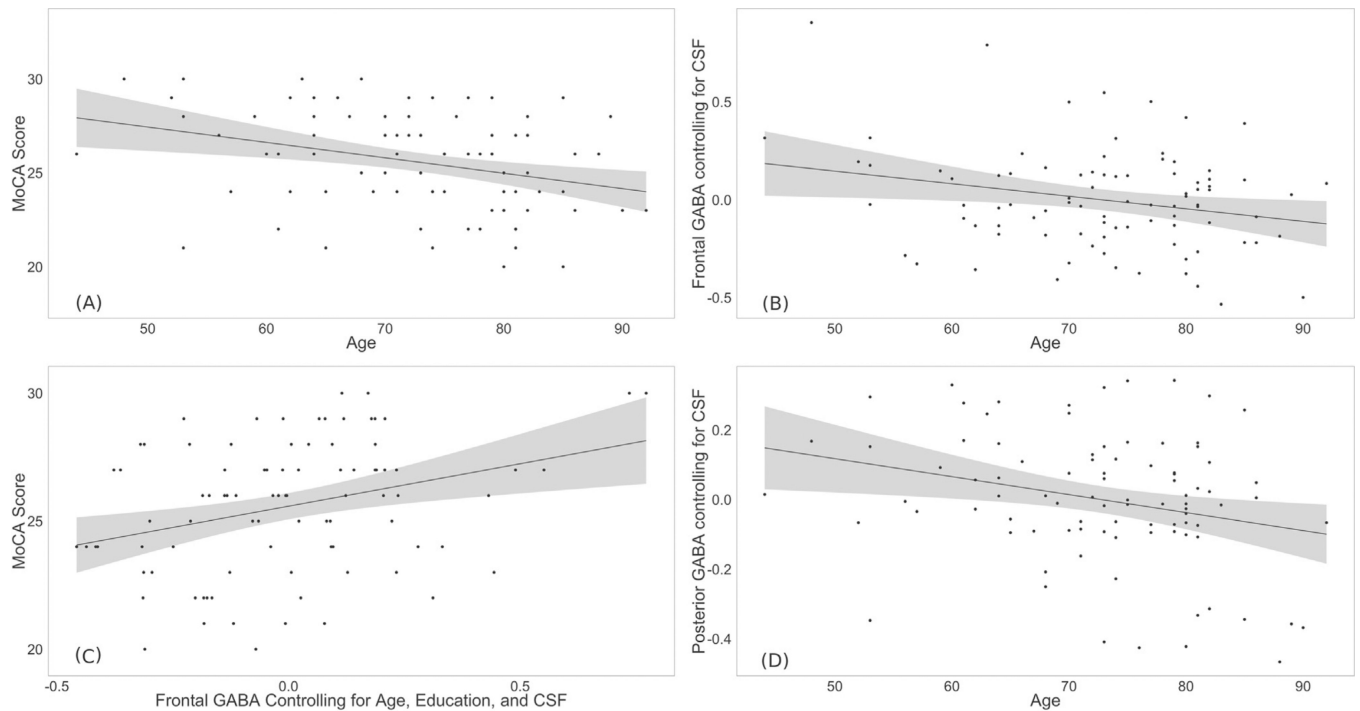 MoCA Score
30
25
20
(A)
50
60
70
80
90
Age
Frontal GABA controlling for CSF
0.5
0.0
-0.5
(B)
50
60
70
80
90
Age
MoCA Score
30
25
20
(C)
-0.5
0.0
0.5
Frontal GABA Controlling for Age, Education, and CSF
Posterior GABA controlling for CSF
0.2
0.0
-0.2
-0.4
(D)
50
60
70
80
90
Age